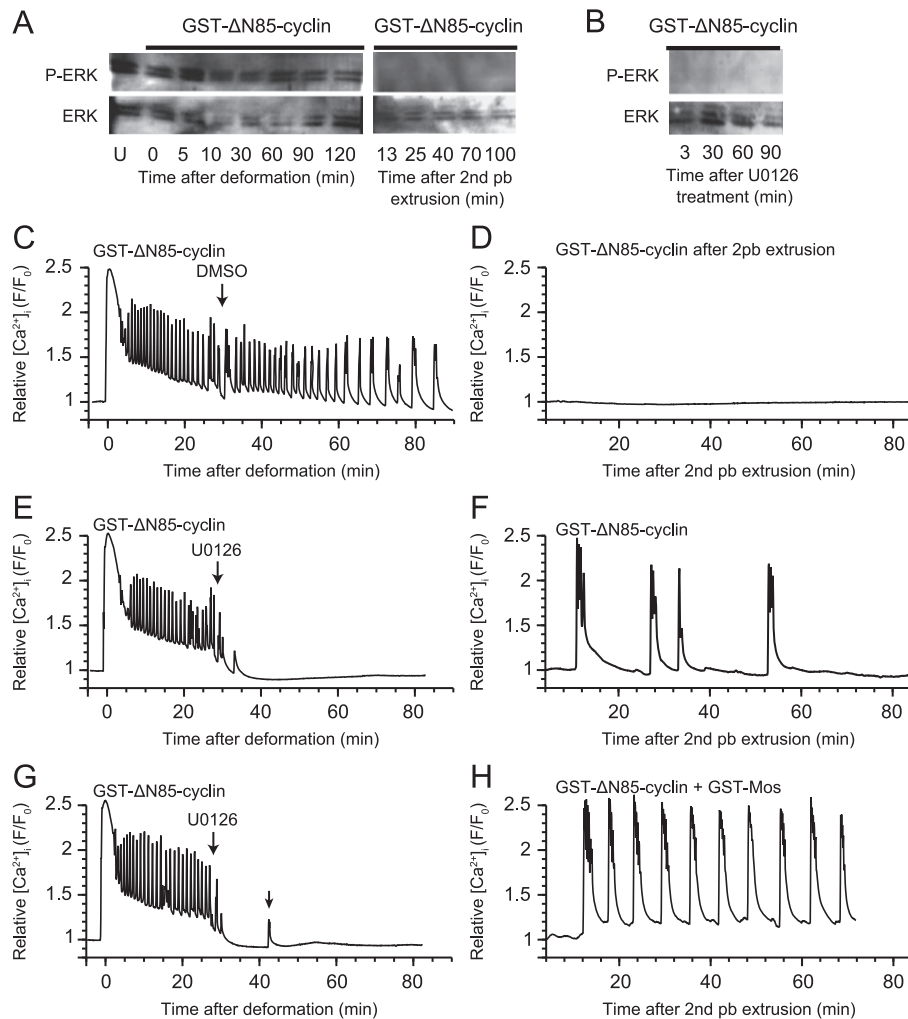 A
GST-ΔN85-cyclin
GST-ΔN85-cyclin
P-ERK
ERK
U 0 5 10 30 60 90 120
Time after deformation (min)
13 25 40 70 100
Time after 2nd pb
extrusion (min)
B
GST-ΔN85-cyclin
P-ERK
ERK
3 30 60 90
Time after U0126
treatment (min)
C
GST-ΔN85-cyclin
DMSO
Relative [Ca²⁺]ᵢ (F/F₀)
2.5
2
1.5
1
0 20 40 60 80
Time after deformation (min)
D
GST-ΔN85-cyclin after 2pb extrusion
Relative [Ca²⁺]ᵢ (F/F₀)
2.5
2
1.5
1
20 40 60 80
Time after 2nd pb extrusion (min)
E
GST-ΔN85-cyclin
U0126
Relative [Ca²⁺]ᵢ (F/F₀)
2.5
2
1.5
1
0 20 40 60 80
Time after deformation (min)
F
GST-ΔN85-cyclin
Relative [Ca²⁺]ᵢ (F/F₀)
2.5
2
1.5
1
20 40 60 80
Time after 2nd pb extrusion (min)
G
GST-ΔN85-cyclin
U0126
Relative [Ca²⁺]ᵢ (F/F₀)
2.5
2
1.5
1
0 20 40 60 80
Time after deformation (min)
H
GST-ΔN85-cyclin + GST-Mos
Relative [Ca²⁺]ᵢ (F/F₀)
2.5
2
1.5
1
20 40 60 80
Time after 2nd pb extrusion (min)